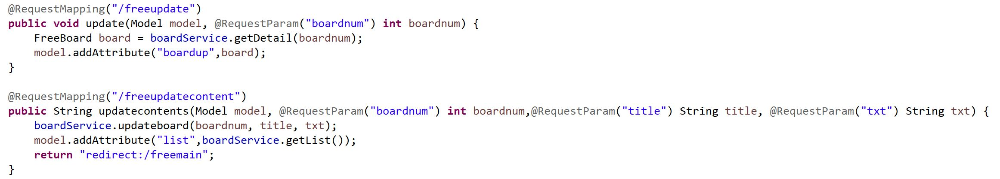 @RequestMapping("/freeupdate")
public void update(Model model, @RequestParam("boardnum") int boardnum) {
    FreeBoard board = boardService.getDetail(boardnum);
    model.addAttribute("boardup",board);
}

@RequestMapping("/freeupdatecontent")
public String updatecontents(Model model, @RequestParam("boardnum") int boardnum,@RequestParam("title") String title, @RequestParam("txt") String txt) {
    boardService.updateboard(boardnum, title, txt);
    model.addAttribute("list",boardService.getList());
    return "redirect:/freemain";
}